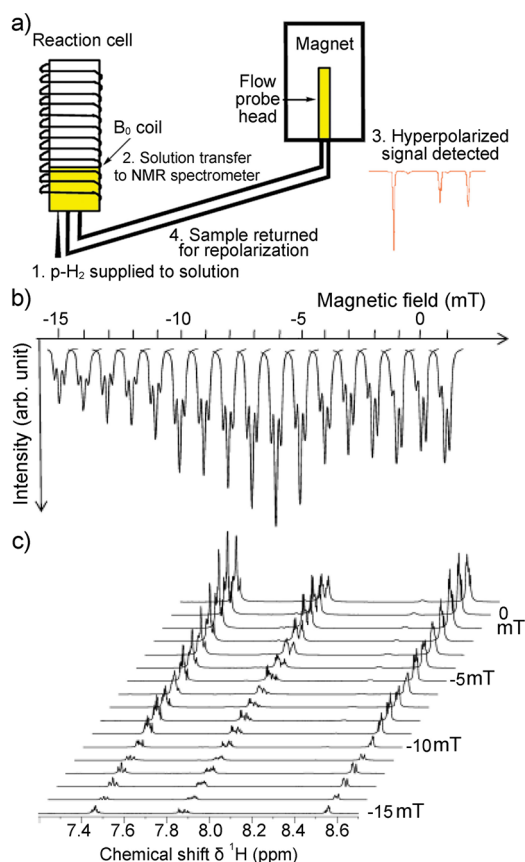 a)
Reaction cell
Magnet
Flow
probe
head
B₀ coil
2. Solution transfer
to NMR spectrometer
3. Hyperpolarized
signal detected
4. Sample returned
for repolarization
1. p-H₂ supplied to solution
b)
Magnetic field (mT)
-15 -10 -5 0
Intensity (arb. unit)
c)
0
mT
-5mT
-10mT
-15mT
7.4 7.6 7.8 8.0 8.2 8.4 8.6
Chemical shift δ ¹H (ppm)